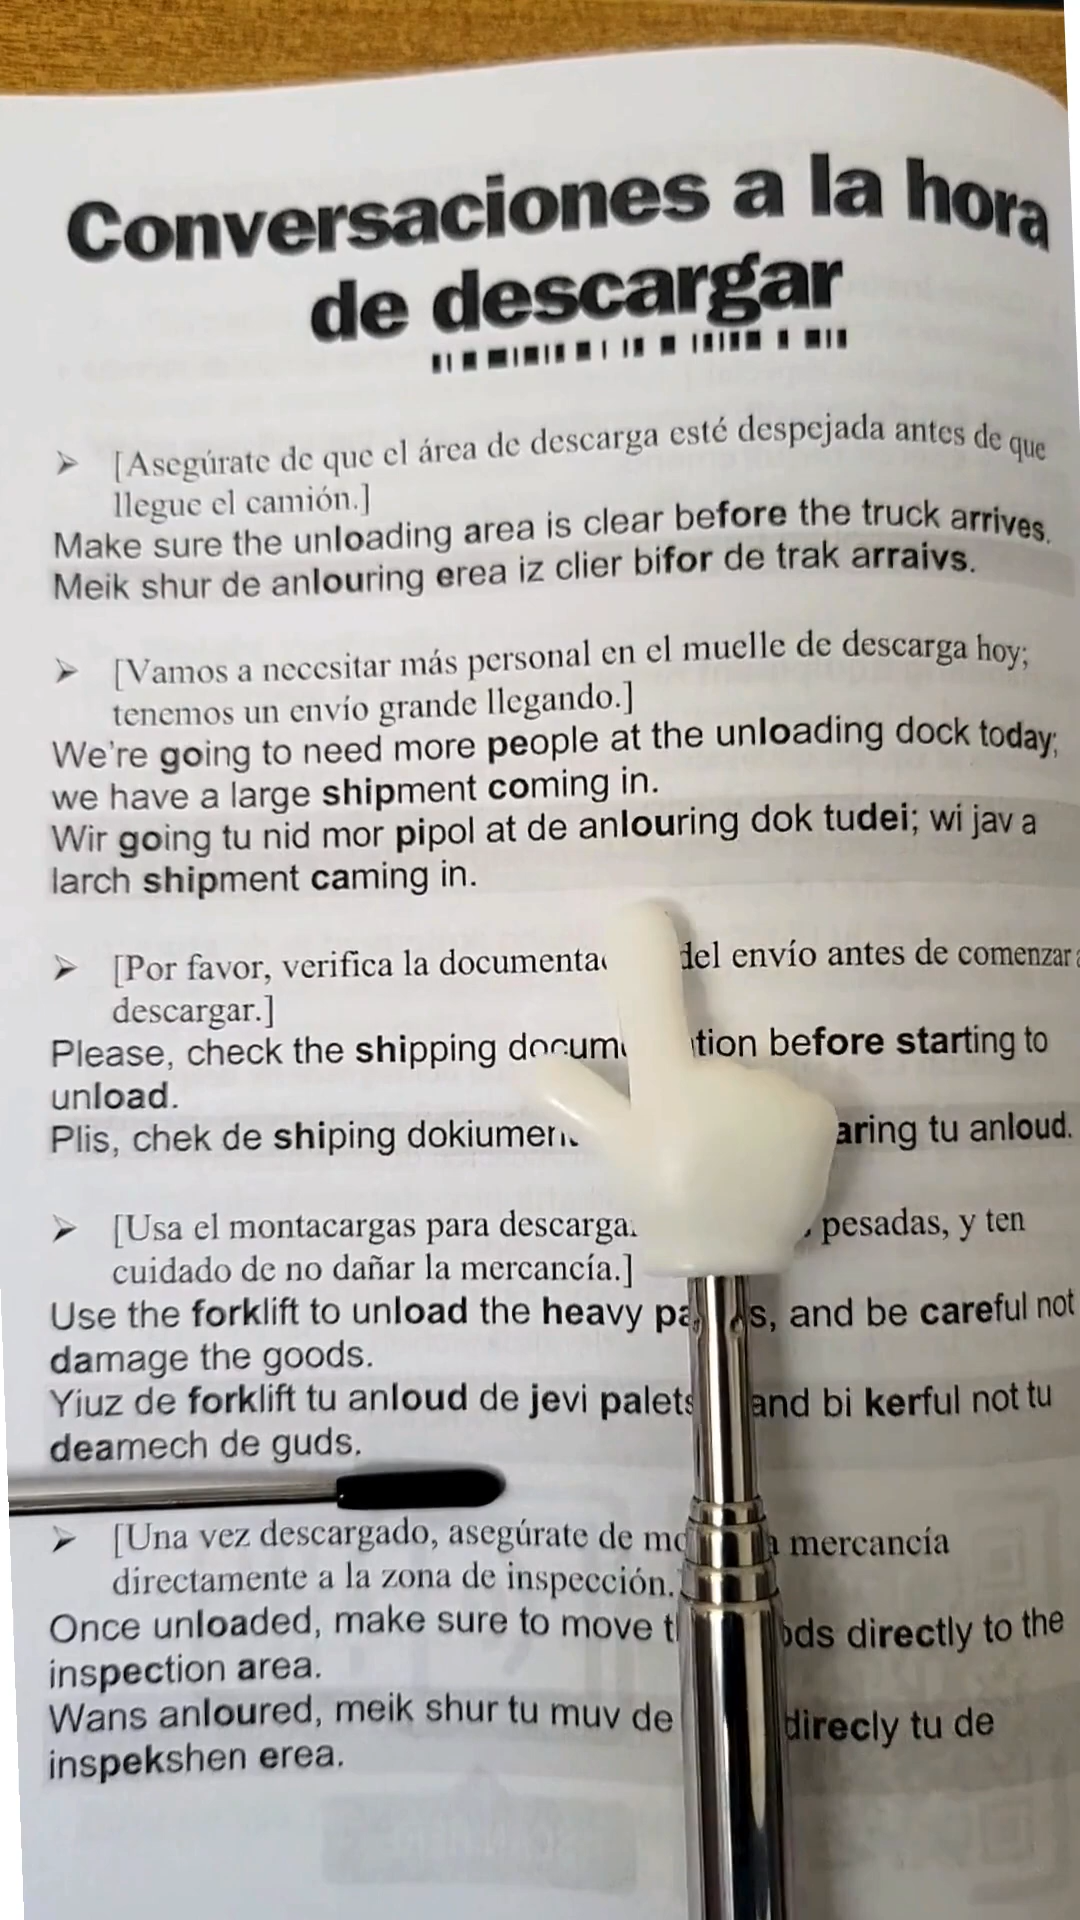 Conversaciones a la hora
de descargar
[Asegúrate de que el área de descarga esté despejada antes de que
llegue el camión.]
Make sure the unloading area is clear before the truck arrives.
Meik shur de anlouring erea iz clier bifor de trak arraivs.
[Vamos a necesitar más personal en el muelle de descarga hoy;
tenemos un envío grande llegando.]
We're going to need more people at the unloading dock today;
we have a large shipment coming in.
Wir going tu nid mor pipol at de anlouring dok tudei; wi jav a
larch shipment caming in.
[Por favor, verifica la del envío antes de comenzar a
descargar.]
Please, check the shipping before starting to
unload.
Plis, chek de shiping tu anloud.
[Usa el montacargas para pesadas, y ten
cuidado de no dañar la mercancía.]
Use the forklift to unload the heavy and be careful not
damage the goods.
Yiuz de forklift tu anloud de jevi palets and bi kerful not tu
deamech de guds.
[Una vez descargado, asegúrate de mercancía
directamente a la zona de inspección.
Once unloaded, make sure to move directly to the
inspection area.
Wans anloured, meik shur tu muv de direcly tu de
inspekshen erea.